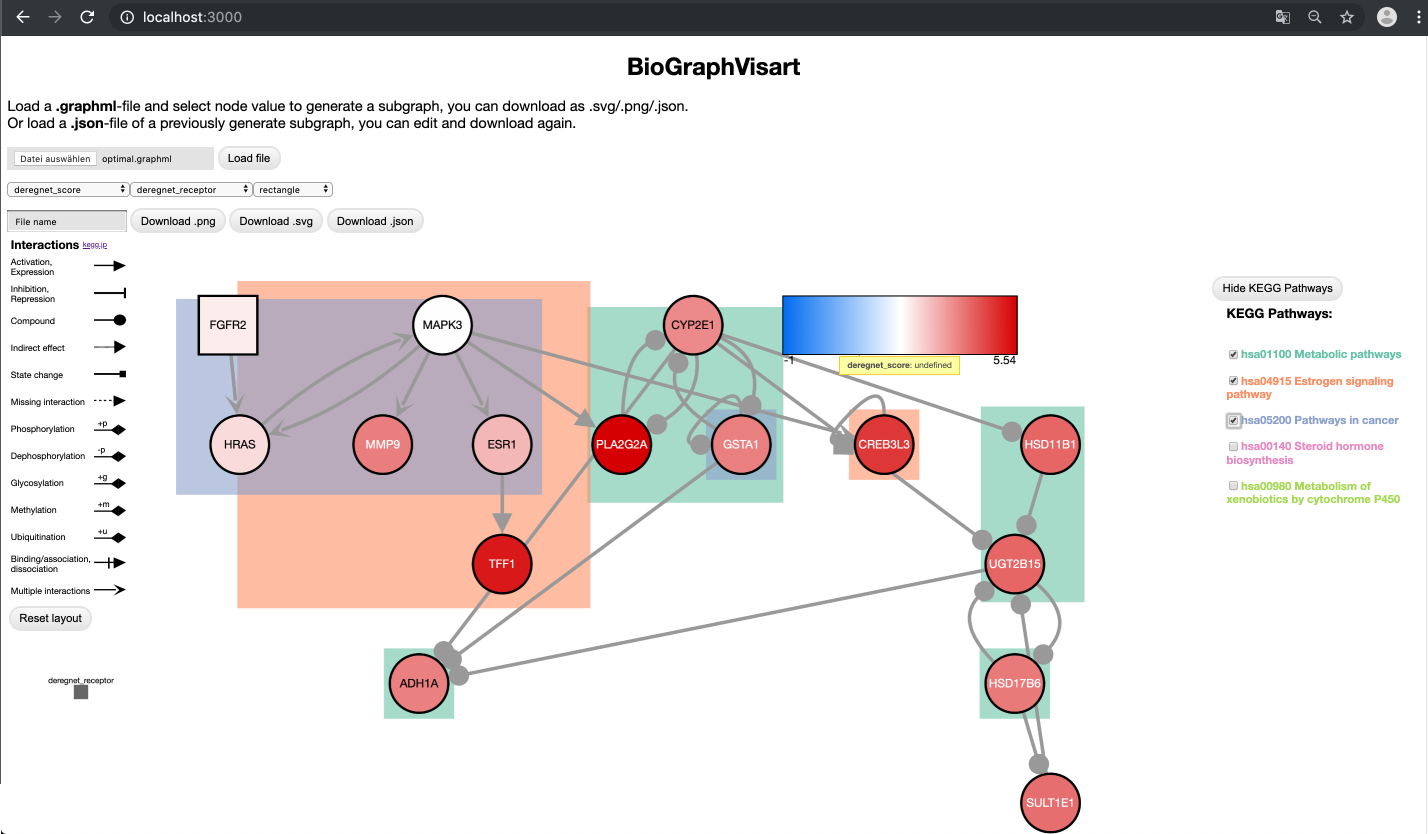 localhost:3000
BioGraphVisart
Load a .graphml-file and select node value to generate a subgraph, you can download as .svg/.png/.json.
Or load a .json-file of a previously generate subgraph, you can edit and download again.
Datei auswählen optimal.graphml Load file
deregnet_score deregnet_receptor rectangle
File name Download .png Download .svg Download .json
Interactions kegg.jp
Activation,
Expression
Inhibition,
Repression
Compound
Indirect effect
State change
Missing interaction
Phosphorylation +p
Dephosphorylation -p
Glycosylation +g
Methylation +m
Ubiquitination +u
Binding/association,
dissociation
Multiple interactions
Reset layout
deregnet_receptor
FGFR2 MAPK3 CYP2E1
-1 5.54
deregnet_score: undefined
HRAS MMP9 ESR1 PLA2G2A GSTA1 CREB3L3 HSD11B1
TFF1 UGT2B15
ADH1A HSD17B6
SULT1E1
Hide KEGG Pathways
KEGG Pathways:
hsa01100 Metabolic pathways
hsa04915 Estrogen signaling
pathway
hsa05200 Pathways in cancer
hsa00140 Steroid hormone
biosynthesis
hsa00980 Metabolism of
xenobiotics by cytochrome P450